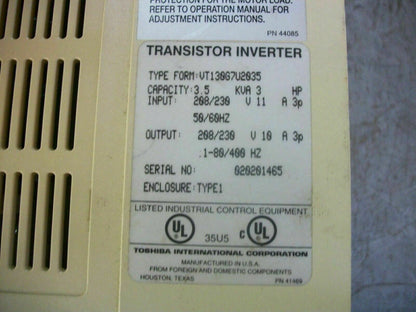 PROTECTION FOR THE MOTOR LOAD.
REFER TO OPERATION MANUAL FOR
ADJUSTMENT INSTRUCTIONS.
PN 44085
TRANSISTOR INVERTER
TYPE FORM: VT130G7U2035
CAPACITY: 3.5 KVA 3 HP
INPUT: 208/230 V 11 A 3p
50/60HZ
OUTPUT: 208/230 V 10 A 3p
.1-80/400 HZ
SERIAL NO: 020201465
ENCLOSURE: TYPE1
LISTED INDUSTRIAL CONTROL EQUIPMENT
UL 35U5 C UL
TOSHIBA INTERNATIONAL CORPORATION
MANUFACTURED IN U.S.A.
FROM FOREIGN AND DOMESTIC COMPONENTS
HOUSTON, TEXAS PN 41469